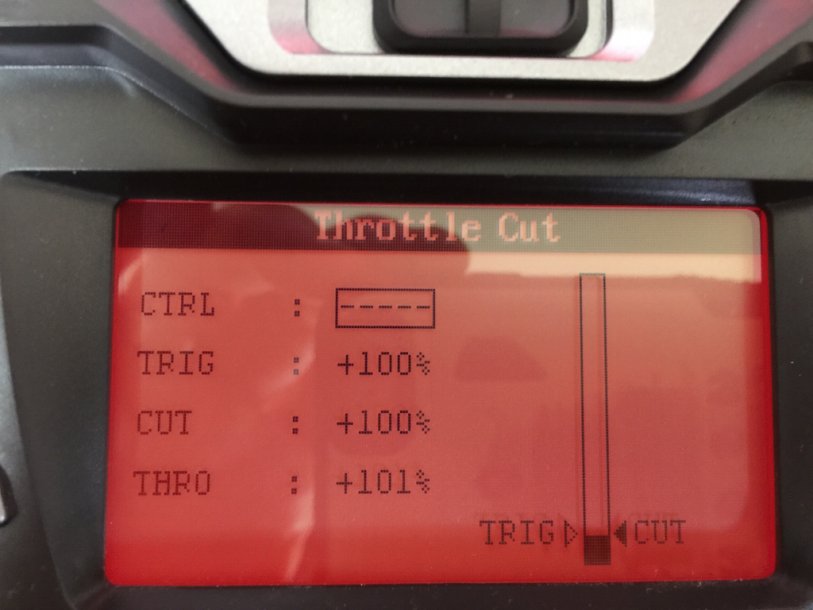 Throttle Cut
CTRL : -----
TRIG : +100%
CUT : +100%
THRO : +101%
TRIG CUT